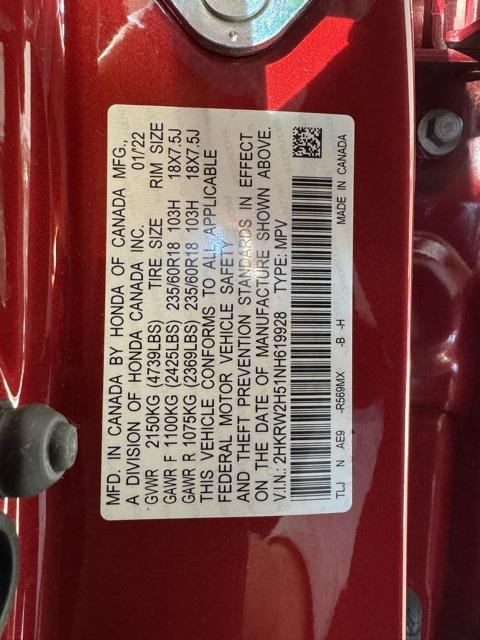 MFD. IN CANADA BY HONDA OF CANADA MFG.,
A DIVISION OF HONDA CANADA INC. 01/22
GVWR 2150KG (4739LBS) TIRE SIZE RIM SIZE
GAWR F 1100KG (2425LBS) 235/60R18 103H 18X7.5J
GAWR R 1075KG (2369LBS) 235/60R18 103H 18X7.5J
THIS VEHICLE CONFORMS TO ALL APPLICABLE
FEDERAL MOTOR VEHICLE SAFETY
AND THEFT PREVENTION STANDARDS IN EFFECT
ON THE DATE OF MANUFACTURE SHOWN ABOVE.
V.I.N.: 2HKRW2H51NH619928 TYPE: MPV
TLJ N AE9 -R569MX -B -H MADE IN CANADA